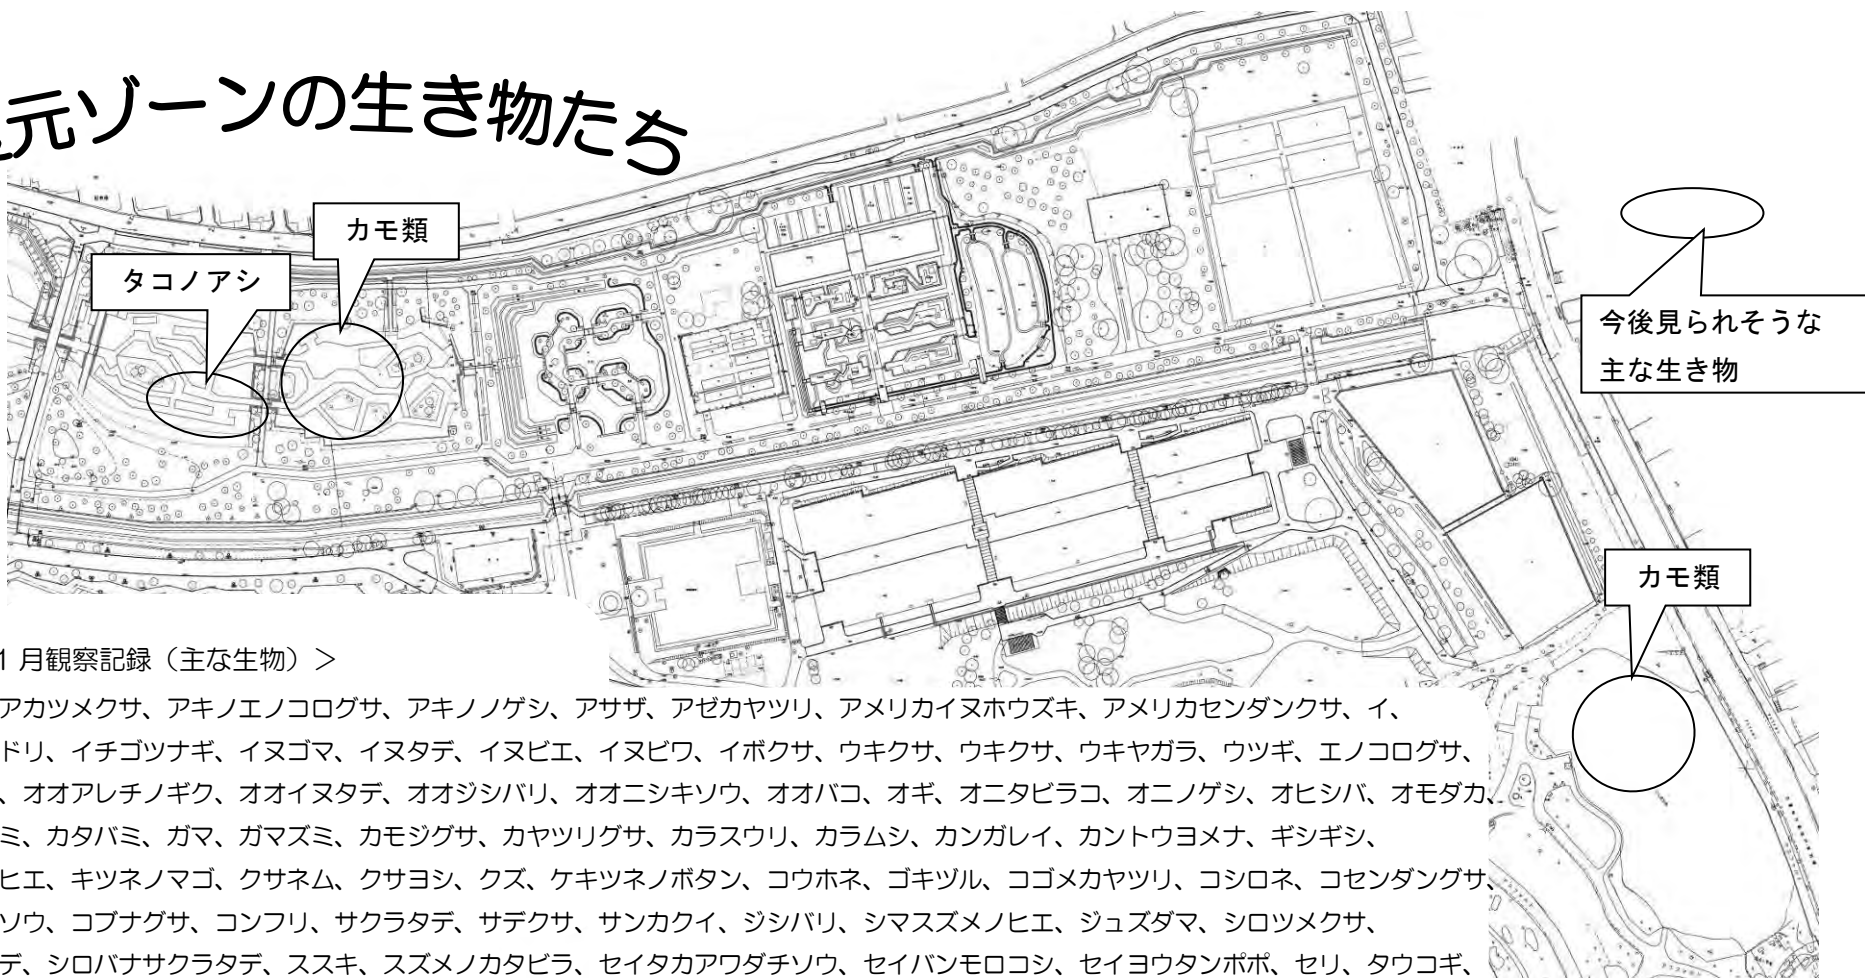 元ゾーンの生き物たち
カモ類
タコノアシ
今後見られそうな
主な生き物
カモ類
1 月観察記録（主な生物）＞
アカツメクサ、アキノエノコログサ、アキノノゲシ、アサザ、アゼカヤツリ、アメリカイヌホウズキ、アメリカセンダンクサ、イ、
ドリ、イチゴツナギ、イヌゴマ、イヌタデ、イヌビエ、イヌビワ、イボクサ、ウキクサ、ウキクサ、ウキヤガラ、ウツギ、エノコログサ、
、オオアレチノギク、オオイヌタデ、オオジシバリ、オオニシキソウ、オオバコ、オギ、オニタビラコ、オニノゲシ、オヒシバ、オモダカ、
ミ、カタバミ、ガマ、ガマズミ、カモジグサ、カヤツリグサ、カラスウリ、カラムシ、カンガレイ、カントウヨメナ、ギシギシ、
ヒエ、キツネノマゴ、クサネム、クサヨシ、クズ、ケキツネノボタン、コウホネ、ゴキヅル、コゴメカヤツリ、コシロネ、コセンダングサ、
ソウ、コブナグサ、コンフリ、サクラタデ、サデクサ、サンカクイ、ジシバリ、シマスズメノヒエ、ジュズダマ、シロツメクサ、
デ、シロバナサクラタデ、ススキ、スズメノカタビラ、セイタカアワダチソウ、セイバンモロコシ、セイヨウタンポポ、セリ、タウコギ、